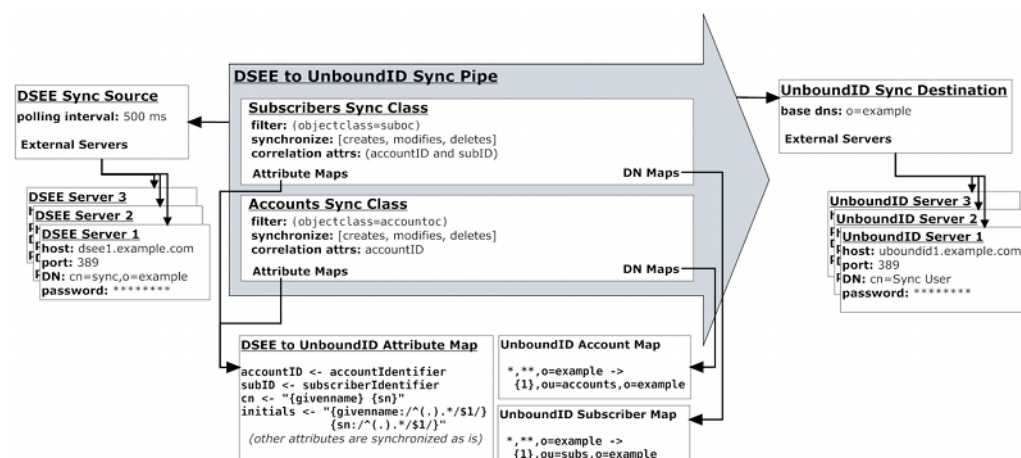 DSEE to UnboundID Sync Pipe
DSEE Sync Source
polling interval: 500 ms
External Servers
DSEE Server 3
DSEE Server 2
DSEE Server 1
host: dsee1.example.com
port: 389
DN: cn=sync,o=example
password: ********
Subscribers Sync Class
filter: (objectclass=suboc)
synchronize: [creates, modifies, deletes]
correlation attrs: (accountID and subID)
Attribute Maps
DN Maps
Accounts Sync Class
filter: (objectclass=accountoc)
synchronize: [creates, modifies, deletes]
correlation attrs: accountID
Attribute Maps
DN Maps
UnboundID Sync Destination
base dns: o=example
External Servers
UnboundID Server 3
UnboundID Server 2
UnboundID Server 1
host: uboundid1.example.com
port: 389
DN: cn=Sync User
password: ********
DSEE to UnboundID Attribute Map
accountID <- accountIdentifier
subID <- subscriberIdentifier
cn <- "{givenname} {sn}"
initials <- "{givenname:/^(.).*/$1/}
{sn:/^(.).*/$1/}"
(other attributes are synchronized as is)
UnboundID Account Map
*,**,o=example ->
{1},ou=accounts,o=example
UnboundID Subscriber Map
*,**,o=example ->
{1},ou=subs,o=example